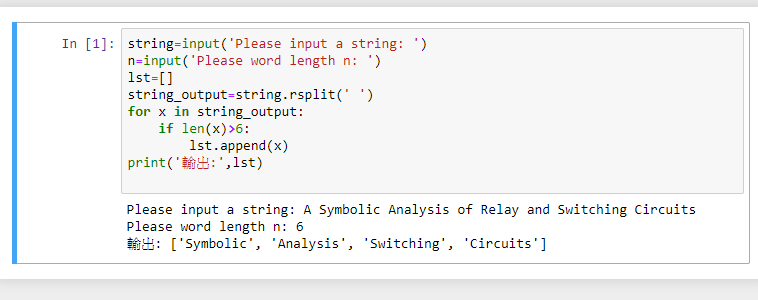 In [1]: string=input('Please input a string: ')
n=input('Please word length n: ')
lst=[]
string_output=string.rsplit(' ')
for x in string_output:
    if len(x)>6:
        lst.append(x)
print('輸出:',lst)
Please input a string: A Symbolic Analysis of Relay and Switching Circuits
Please word length n: 6
輸出: ['Symbolic', 'Analysis', 'Switching', 'Circuits']